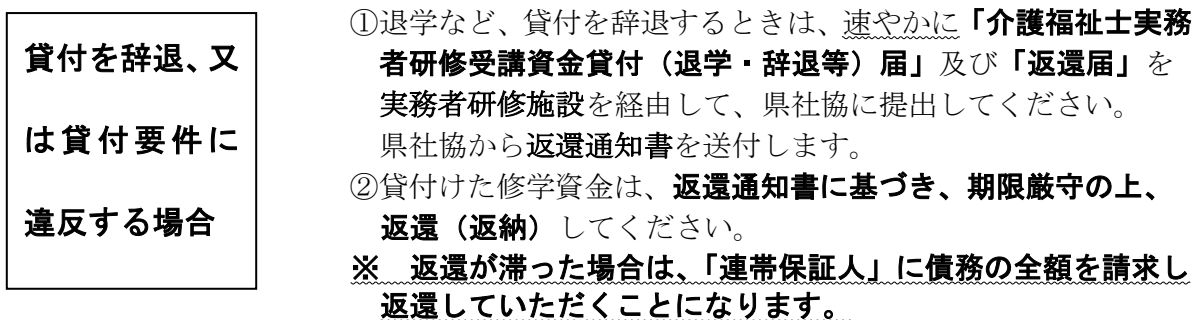 貸付を辞退、又
は貸付要件に
違反する場合
①退学など、貸付を辞退するときは、速やかに「介護福祉士実務
者研修受講資金貸付（退学・辞退等）届」及び「返還届」を
実務者研修施設を経由して、県社協に提出してください。
県社協から返還通知書を送付します。
②貸付けた修学資金は、返還通知書に基づき、期限厳守の上、
返還（返納）してください。
※　返還が滞った場合は、「連帯保証人」に債務の全額を請求し
返還していただくことになります。